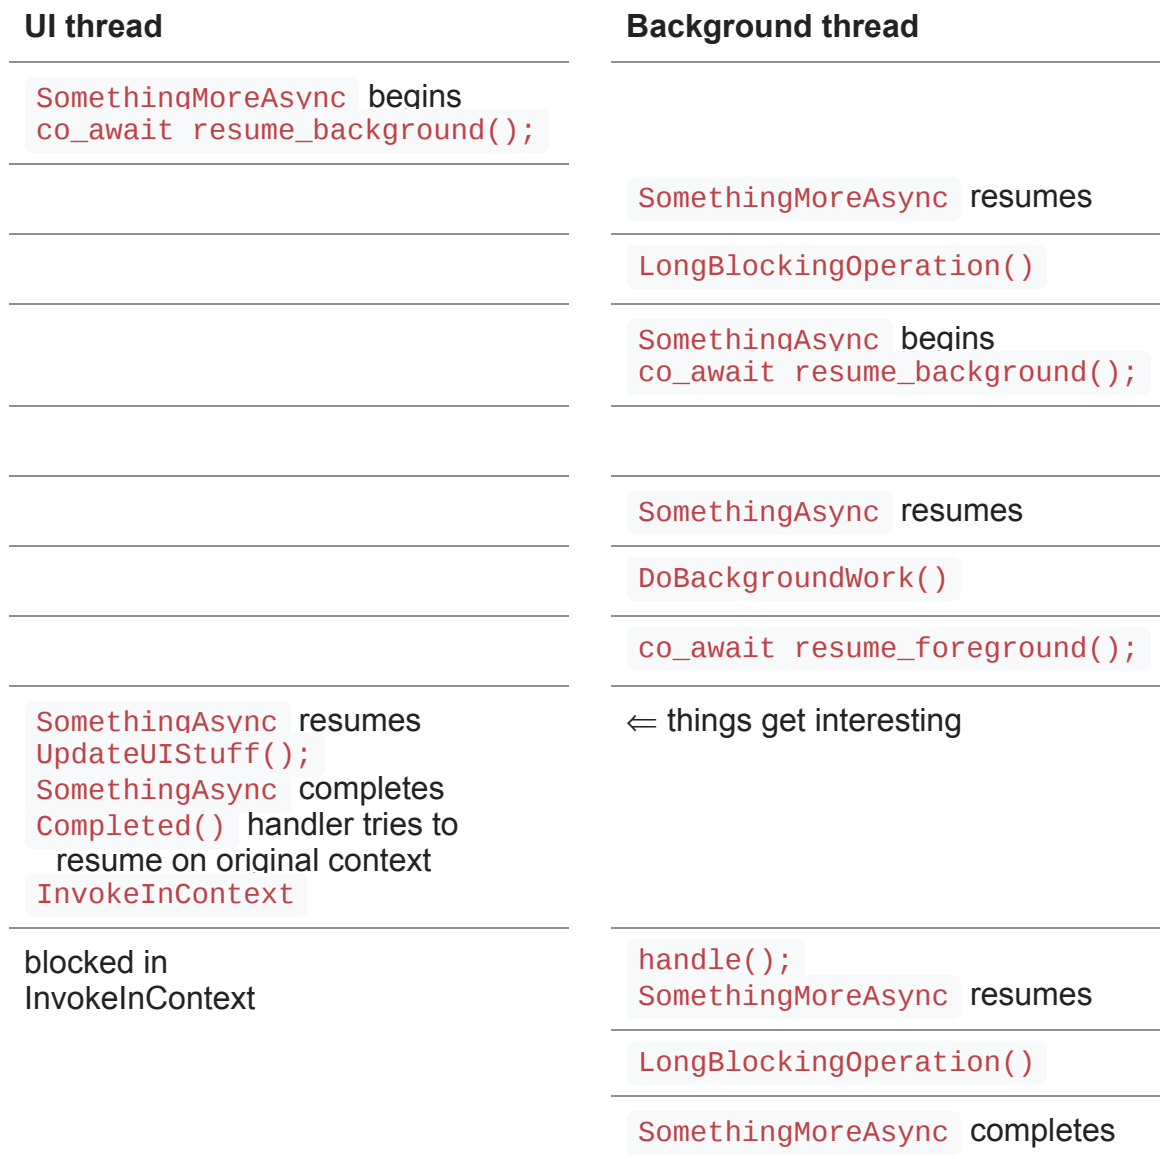 UI thread
Background thread
SomethingMoreAsync begins
co_await resume_background();
SomethingMoreAsync resumes
LongBlockingOperation()
SomethingAsync begins
co_await resume_background();
SomethingAsync resumes
DoBackgroundWork()
co_await resume_foreground();
SomethingAsync resumes
UpdateUIStuff();
SomethingAsync completes
Completed() handler tries to
resume on original context
InvokeInContext
⇐ things get interesting
blocked in
InvokeInContext
handle();
SomethingMoreAsync resumes
LongBlockingOperation()
SomethingMoreAsync completes